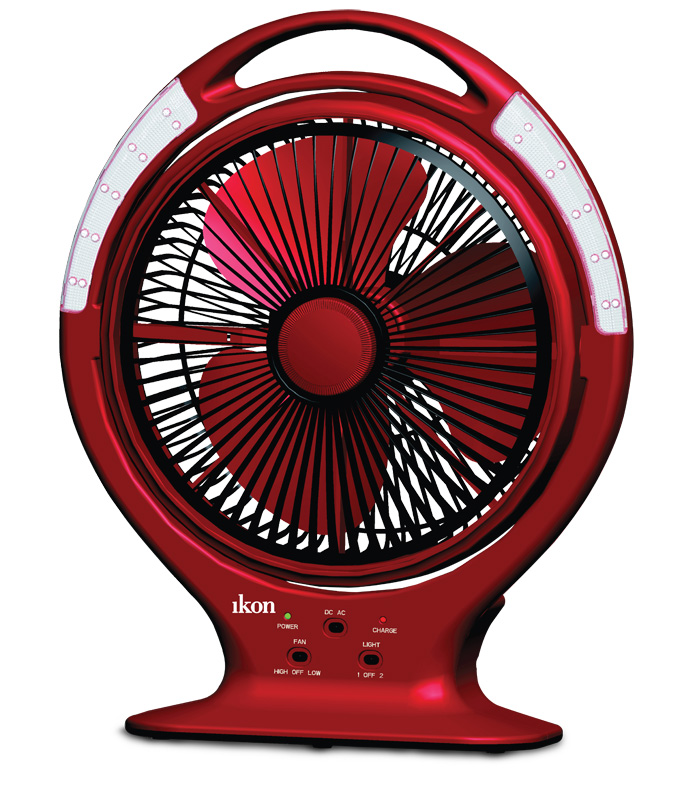 ıkon
POWER
DC AC
CHARGE
FAN
HIGH OFF LOW
LIGHT
1 OFF 2